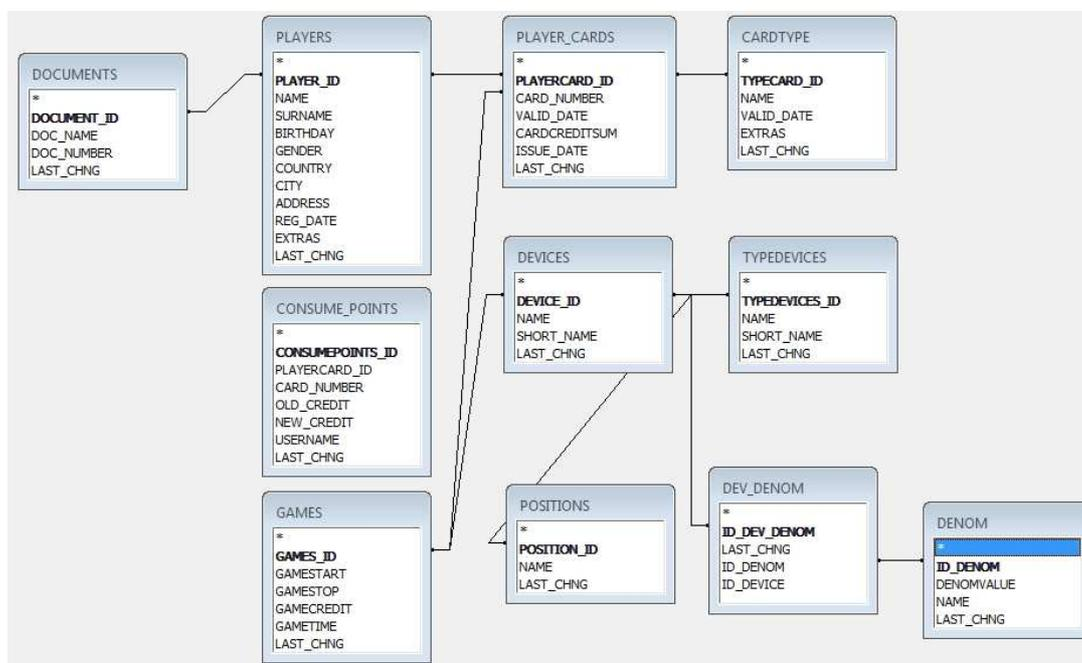 DOCUMENTS
*
DOCUMENT_ID
DOC_NAME
DOC_NUMBER
LAST_CHNG
PLAYERS
*
PLAYER_ID
NAME
SURNAME
BIRTHDAY
GENDER
COUNTRY
CITY
ADDRESS
REG_DATE
EXTRAS
LAST_CHNG
PLAYER_CARDS
*
PLAYERCARD_ID
CARD_NUMBER
VALID_DATE
CARDCREDITSUM
ISSUE_DATE
LAST_CHNG
CARDTYPE
*
TYPECARD_ID
NAME
VALID_DATE
EXTRAS
LAST_CHNG
CONSUME_POINTS
*
CONSUMEPOINTS_ID
PLAYERCARD_ID
CARD_NUMBER
OLD_CREDIT
NEW_CREDIT
USERNAME
LAST_CHNG
DEVICES
*
DEVICE_ID
NAME
SHORT_NAME
LAST_CHNG
TYPEDEVICES
*
TYPEDEVICES_ID
NAME
SHORT_NAME
LAST_CHNG
GAMES
*
GAMES_ID
GAMESTART
GAMESTOP
GAMECREDIT
GAMETIME
LAST_CHNG
POSITIONS
*
POSITION_ID
NAME
LAST_CHNG
DEV_DENOM
*
ID_DEV_DENOM
LAST_CHNG
ID_DENOM
ID_DEVICE
DENOM
*
ID_DENOM
DENOMVALUE
NAME
LAST_CHNG